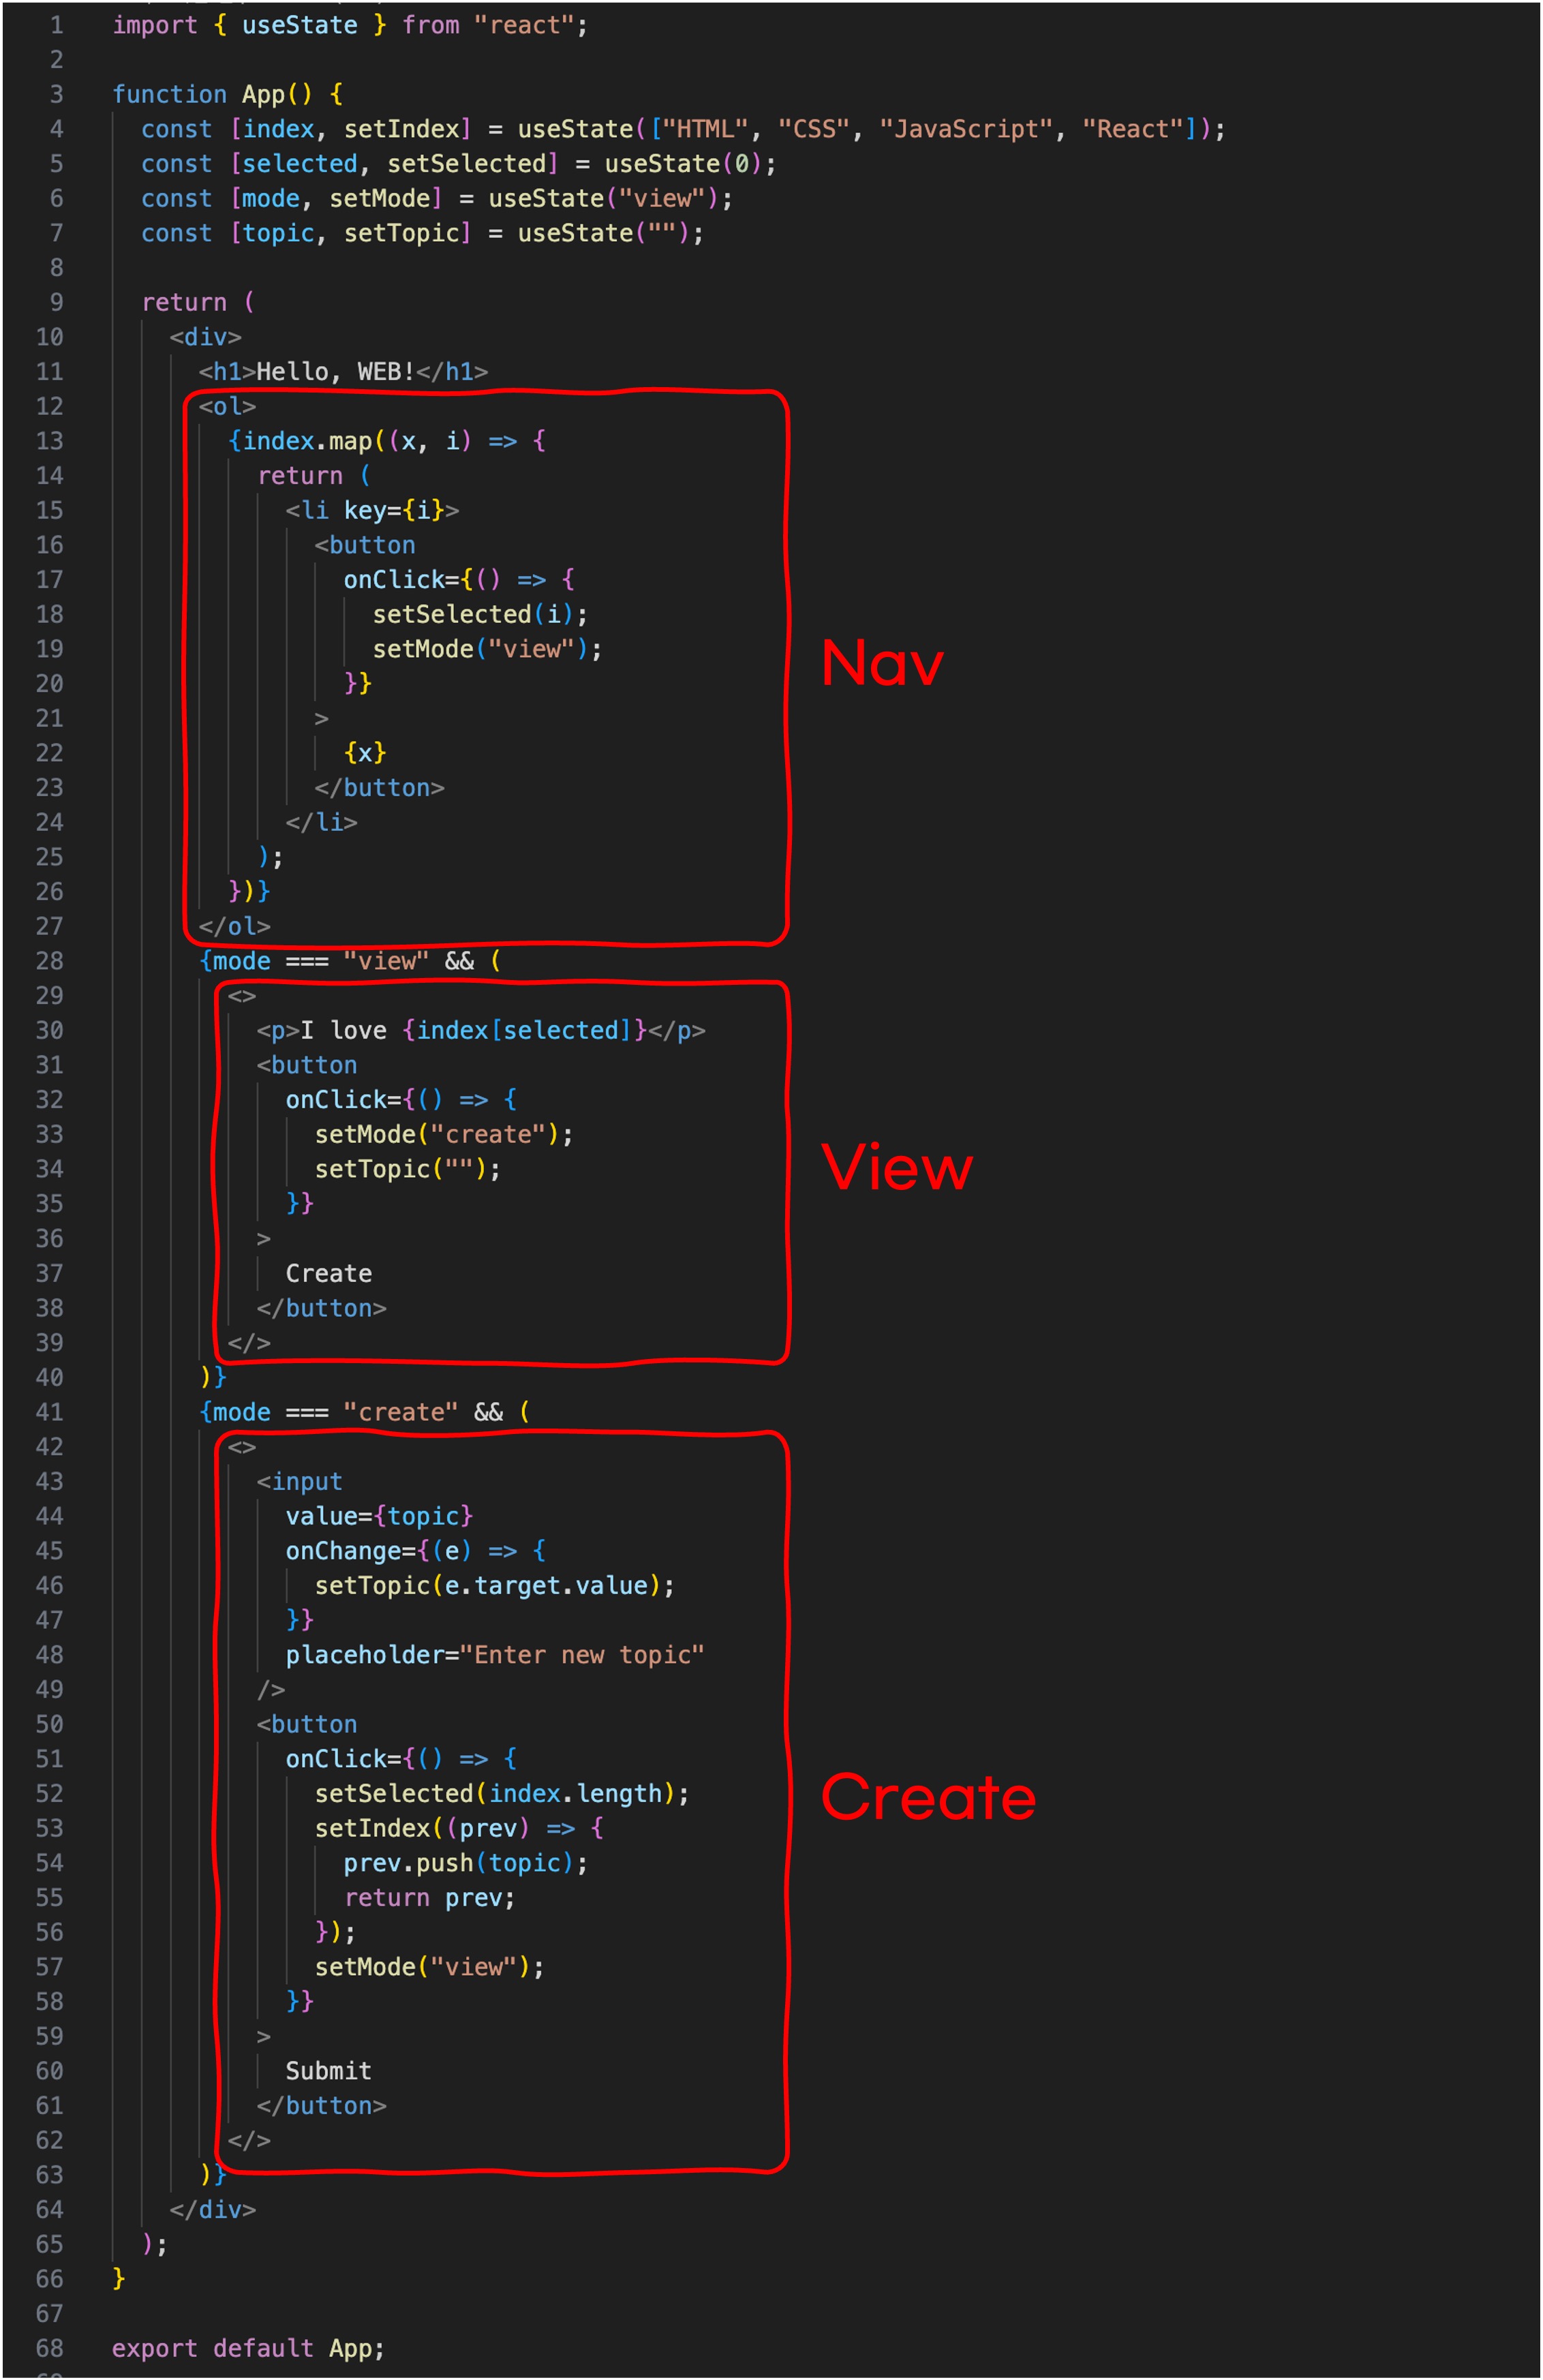 1 import { useState } from "react";
2
3 function App() {
4   const [index, setIndex] = useState(["HTML", "CSS", "JavaScript", "React"]);
5   const [selected, setSelected] = useState(0);
6   const [mode, setMode] = useState("view");
7   const [topic, setTopic] = useState("");
8
9   return (
10     <div>
11       <h1>Hello, WEB!</h1>
12       <ol>
13         {index.map((x, i) => {
14           return (
15             <li key={i}>
16               <button
17                 onClick={() => {
18                   setSelected(i);
19                   setMode("view");
Nav
20                 }}
21               >
22                 {x}
23               </button>
24             </li>
25           );
26         })}
27       </ol>
28       {mode === "view" && (
29         <>
30           <p>I love {index[selected]}</p>
31           <button
32             onClick={() => {
33               setMode("create");
34               setTopic("");
View
35             }}
36           >
37             Create
38           </button>
39         </>
40       )}
41       {mode === "create" && (
42         <>
43           <input
44             value={topic}
45             onChange={(e) => {
46               setTopic(e.target.value);
47             }}
48             placeholder="Enter new topic"
49           />
50           <button
51             onClick={() => {
52               setSelected(index.length);
Create
53               setIndex((prev) => {
54                 prev.push(topic);
55                 return prev;
56               });
57               setMode("view");
58             }}
59           >
60             Submit
61           </button>
62         </>
63       )}
64     </div>
65   );
66 }
67
68 export default App;